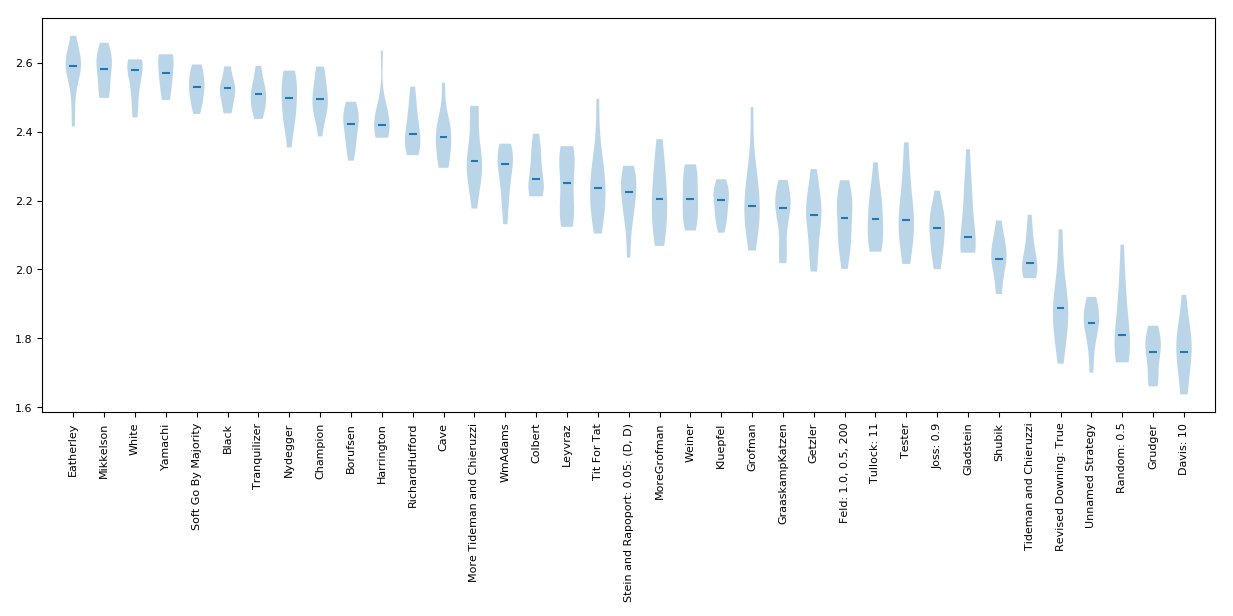 2.6
2.4
2.2
2.0
1.8
1.6
Eatherley
Mikkelson
White
Yamachi
Soft Go By Majority
Black
Tranquilizer
Nydegger
Champion
Borufsen
Harrington
RichardHufford
Cave
More Tideman and Chieruzzi
WmAdams
Colbert
Leyvraz
Tit For Tat
Stein and Rapoport: 0.05: (D, D)
MoreGrofman
Weiner
Kluepfel
Grofman
GraaskampKatzen
Getzler
Feld: 1.0, 0.5, 200
Tullock: 11
Tester
Joss: 0.9
Gladstein
Shubik
Tideman and Chieruzzi
Revised Downing: True
Unnamed Strategy
Random: 0.5
Grudger
Davis: 10